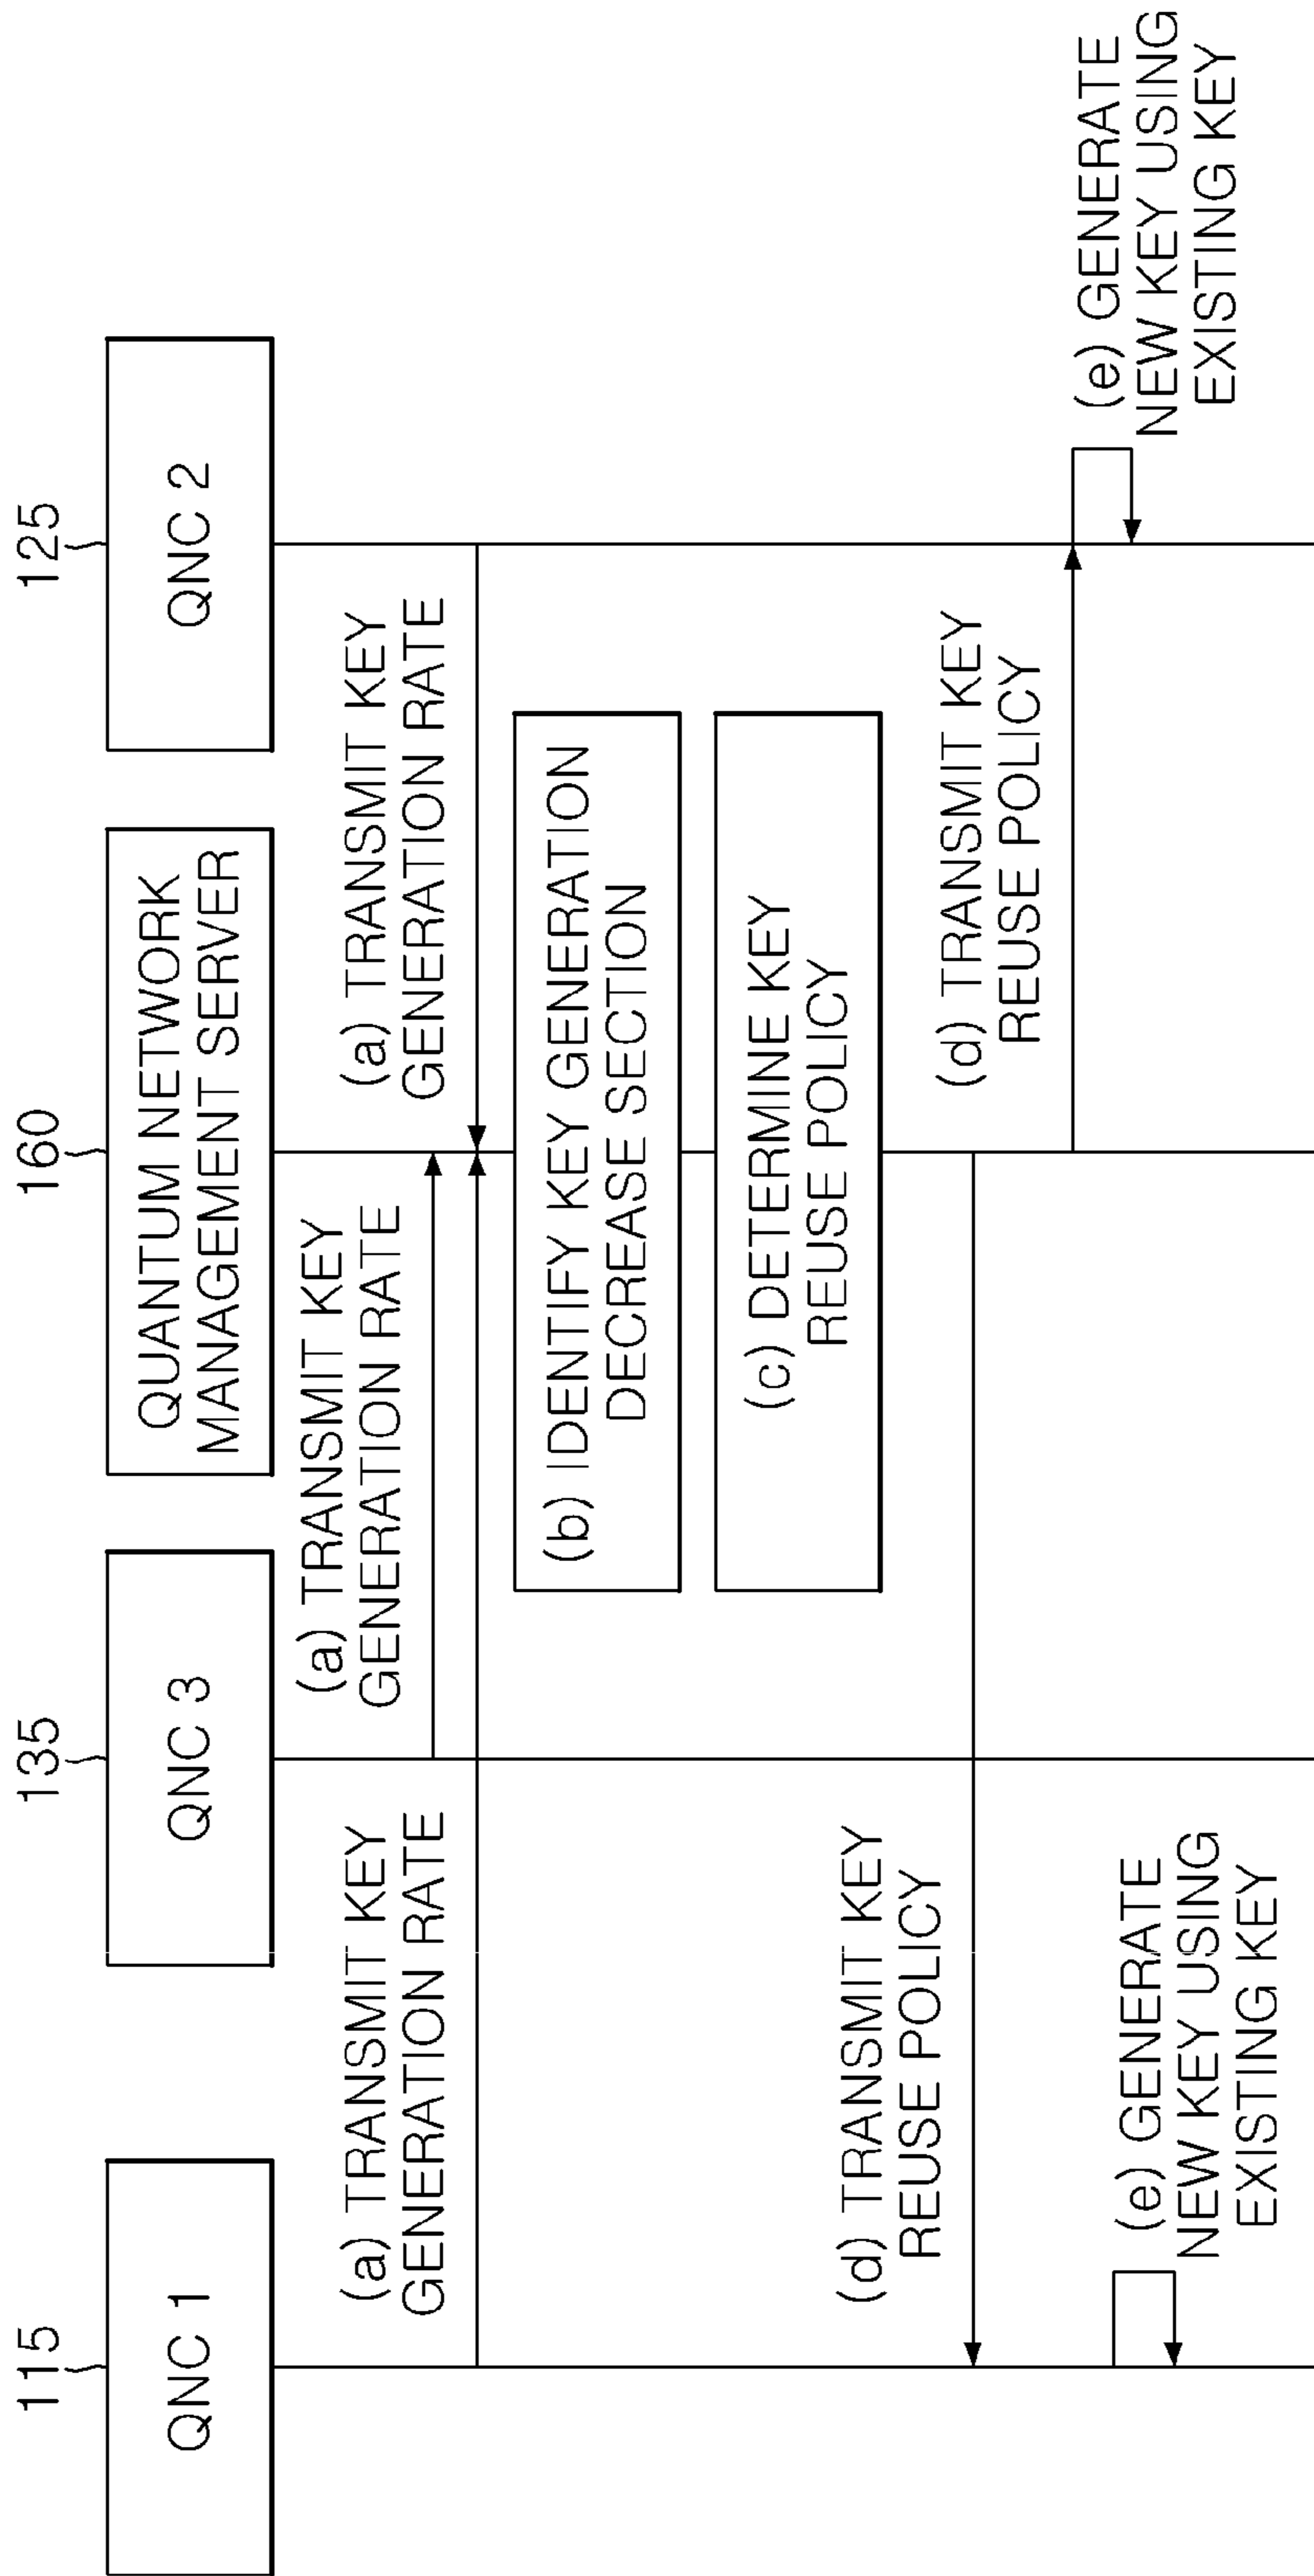 115
135
160
125
QNC 1
QNC 3
QUANTUM NETWORK
MANAGEMENT SERVER
QNC 2
(a) TRANSMIT KEY
GENERATION RATE
(a) TRANSMIT KEY
GENERATION RATE
(a) TRANSMIT KEY
GENERATION RATE
(b) IDENTIFY KEY GENERATION
DECREASE SECTION
(c) DETERMINE KEY
REUSE POLICY
(d) TRANSMIT KEY
REUSE POLICY
(d) TRANSMIT KEY
REUSE POLICY
(e) GENERATE
NEW KEY USING
EXISTING KEY
(e) GENERATE
NEW KEY USING
EXISTING KEY